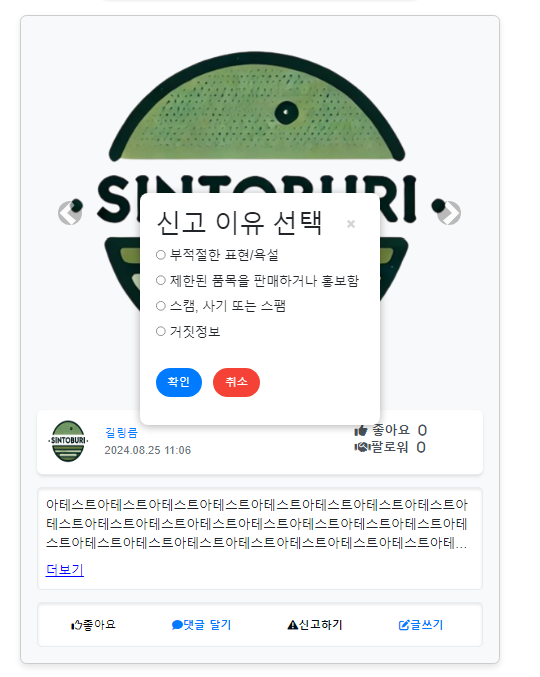 SINTOBURI
신고 이유 선택 ×
부적절한 표현/욕설
제한된 품목을 판매하거나 홍보함
스캠, 사기 또는 스팸
거짓정보
확인 취소
SINTOBURI
길링름
2024.08.25 11:06
좋아요 0
팔로워 0
아테스트아테스트아테스트아테스트아테스트아테스트아테스트아테스트아
테스트아테스트아테스트아테스트아테스트아테스트아테스트아테스트아테
스트아테스트아테스트아테스트아테스트아테스트아테스트아테스트아테...
더보기
좋아요 댓글 달기 신고하기 글쓰기